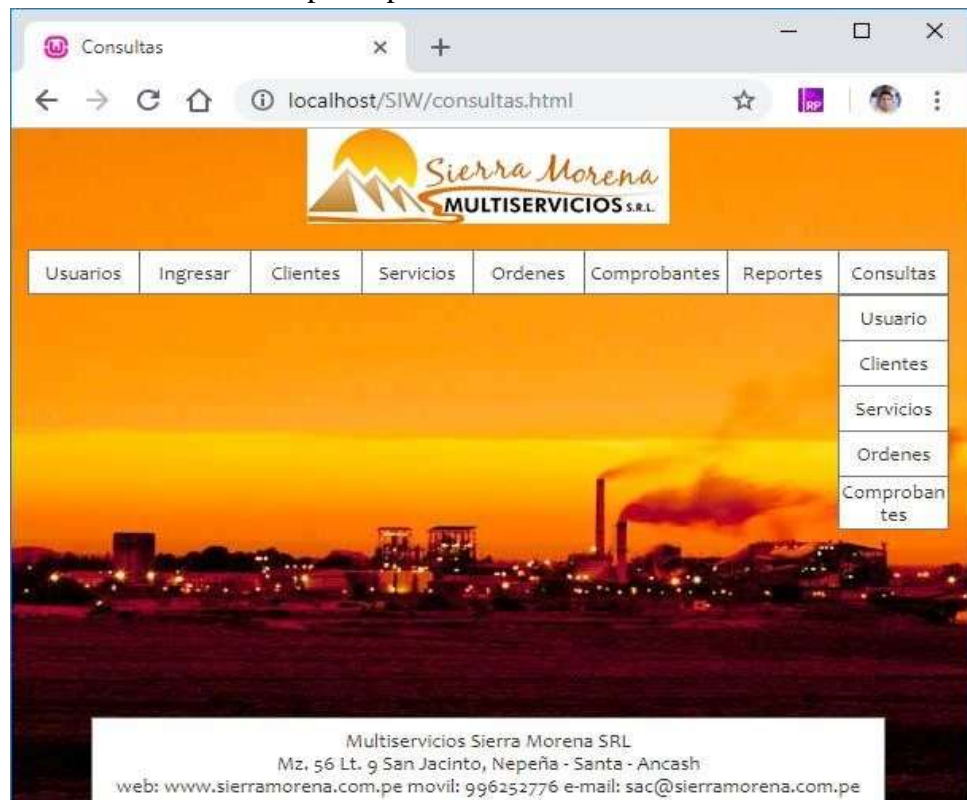 Consultas
localhost/SIW/consultas.html
RP
Sierra Morena
MULTISERVICIOS S.R.L.
Usuarios Ingresar Clientes Servicios Ordenes Comprobantes Reportes Consultas
Usuario
Clientes
Servicios
Ordenes
Comproban
tes
Multiservicios Sierra Morena SRL
Mz. 56 Lt. 9 San Jacinto, Nepeña - Santa - Ancash
web: www.sierramorena.com.pe movil: 996252776 e-mail: sac@sierramorena.com.pe